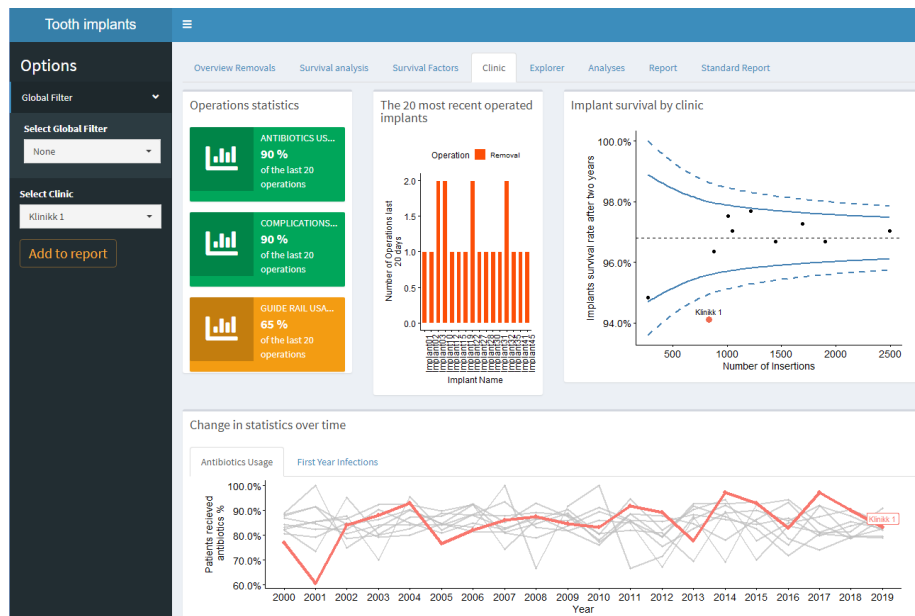 Tooth implants
Options
Global Filter
Select Global Filter
None
Select Clinic
Klinikk 1
Add to report
Overview Removals
Survival analysis
Survival Factors
Clinic
Explorer
Analyses
Report
Standard Report
Operations statistics
ANTIBIOTICS US...
90 %
of the last 20
operations
COMPLICATIONS...
90 %
of the last 20
operations
GUIDE RAIL USA...
65 %
of the last 20
operations
The 20 most recent operated
implants
Operation
Removal
Number of Operations last
20 days
2.0
1.5
1.0
0.5
0.0
Implant Name
Implant survival by clinic
Implants survival rate after two years
100.0%
98.0%
96.0%
94.0%
Klinikk 1
500
1000
1500
2000
2500
Number of Insertions
Change in statistics over time
Antibiotics Usage
First Year Infections
Patients recieved
antibiotics %
100.0%
90.0%
80.0%
70.0%
60.0%
Klinikk 1
2000 2001 2002 2003 2004 2005 2006 2007 2008 2009 2010 2011 2012 2013 2014 2015 2016 2017 2018 2019
Year